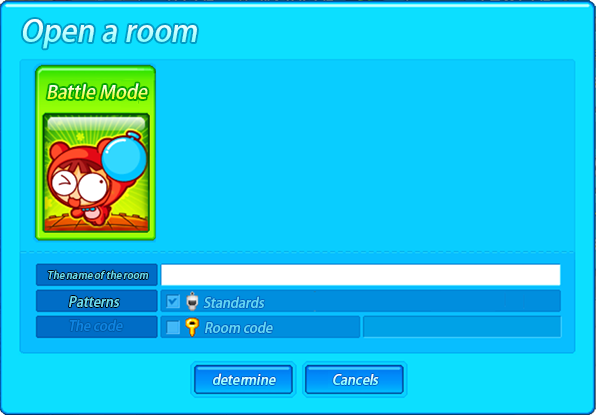 Open a room
Battle Mode
The name of the room
Patterns
Standards
The code
Room code
determine
Cancels